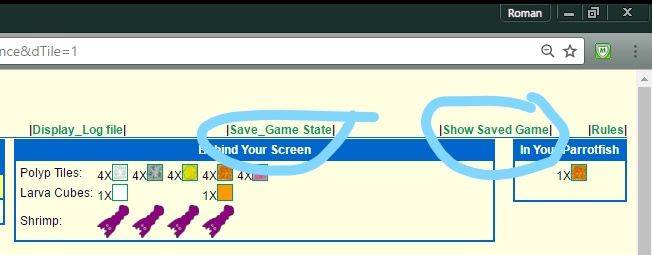 Roman
nce&dTile=1
|Display_Log file| |Save_Game State| |Show Saved Game| |Rules|
Behind Your Screen In Your Parrotfish
Polyp Tiles: 4X 4X 4X 4X 4X 1X
Larva Cubes: 1X 1X
Shrimp: